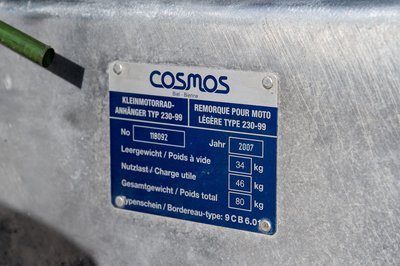 COSMOS
Biel - Bienne
KLEINMOTORRAD-
ANHÄNGER TYP 230-99
REMORQUE POUR MOTO
LÉGÈRE TYPE 230-99
No 118092 Jahr 2007
Leergewicht / Poids à vide 34 kg
Nutzlast / Charge utile 46 kg
Gesamtgewicht / Poids total 80 kg
Typenschein / Bordereau-type: 9 C B 6.01